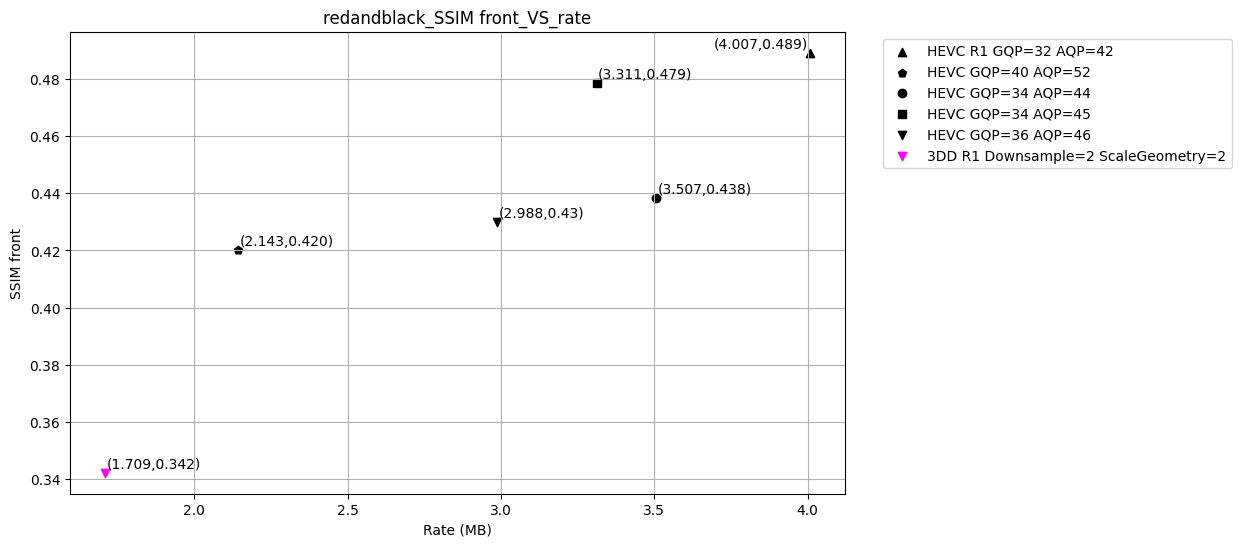 redandblack_SSIM front_VS_rate
(4.007,0.489)
(3.311,0.479)
(3.507,0.438)
(2.988,0.43)
(2.143,0.420)
(1.709,0.342)
0.48
0.46
0.44
0.42
0.40
0.38
0.36
0.34
SSIM front
2.0
2.5
3.0
3.5
4.0
Rate (MB)
HEVC R1 GQP=32 AQP=42
HEVC GQP=40 AQP=52
HEVC GQP=34 AQP=44
HEVC GQP=34 AQP=45
HEVC GQP=36 AQP=46
3DD R1 Downsample=2 ScaleGeometry=2